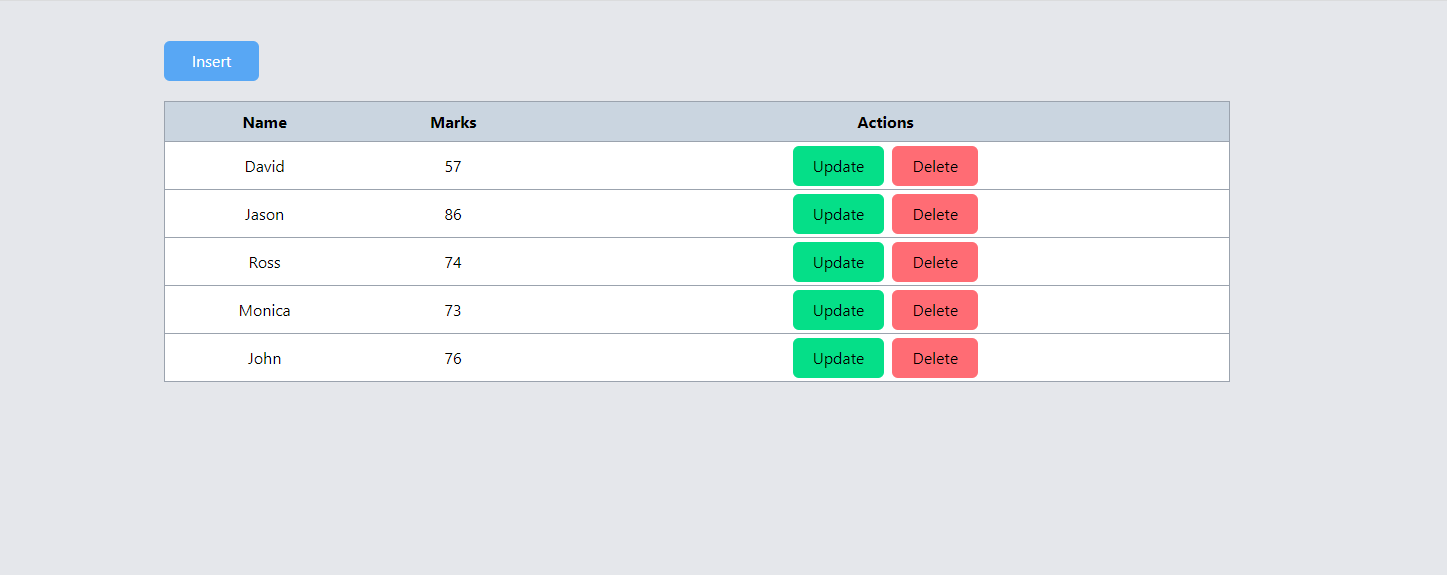 Insert
Name Marks Actions
David 57 Update Delete
Jason 86 Update Delete
Ross 74 Update Delete
Monica 73 Update Delete
John 76 Update Delete